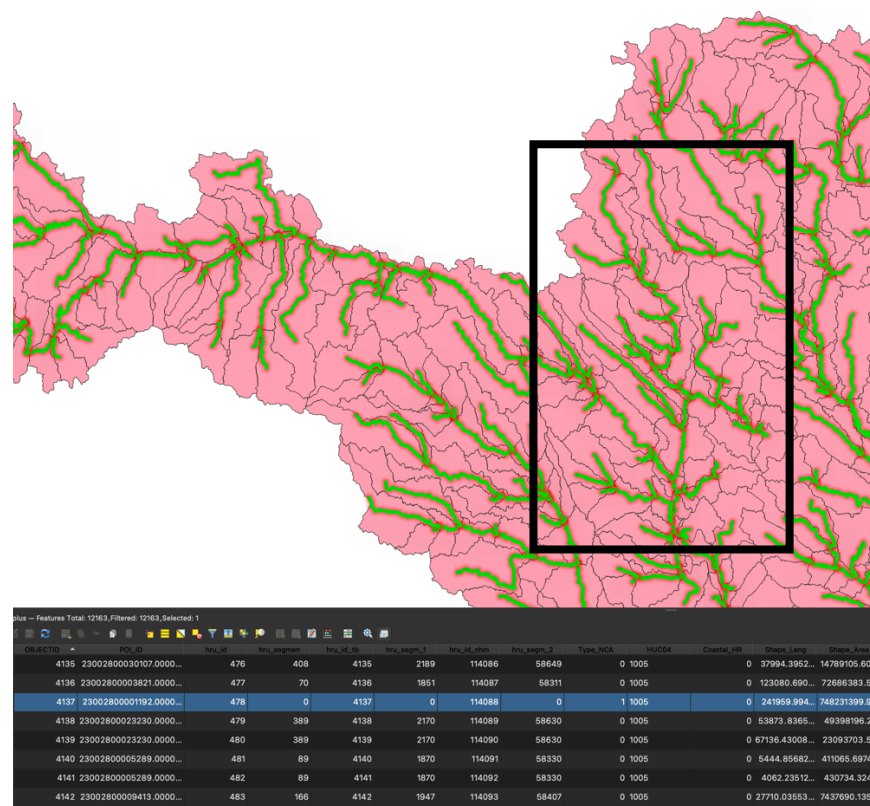 plus — Features Total: 12163, Filtered: 12163, Selected: 1
OBJECTID POI_ID hru_id hru_segmen hru_id_tb hru_segm_1 hru_id_nhm hru_segm_2 Type_NCA HUC04 Coastal_HR Shape_Leng Shape_Area
4135 23002800030107.0000... 476 408 4135 2189 114086 58649 0 1005 0 37994.3952... 14789105.60
4136 23002800003821.0000... 477 70 4136 1851 114087 58311 0 1005 0 123080.690... 72686383.5
4137 23002800001192.0000... 478 0 4137 0 114088 0 1 1005 0 241959.994... 748231399.9
4138 23002800023230.0000... 479 389 4138 2170 114089 58630 0 1005 0 53873.8365... 49398196.2
4139 23002800023230.0000... 480 389 4139 2170 114090 58630 0 1005 0 67136.43008... 23093703.5
4140 23002800005289.0000... 481 89 4140 1870 114091 58330 0 1005 0 5444.85682... 411065.6974
4141 23002800005289.0000... 482 89 4141 1870 114092 58330 0 1005 0 4062.23512... 430734.324
4142 23002800009413.0000... 483 166 4142 1947 114093 58407 0 1005 0 27710.03553... 7437690.135